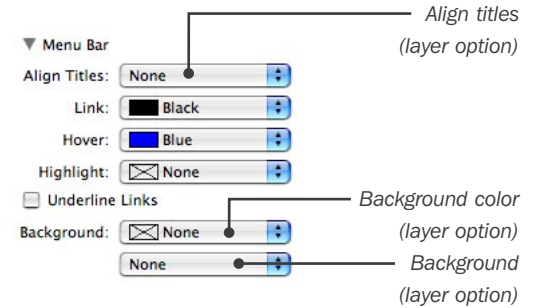 Align titles
(layer option)
Menu Bar
Align Titles: None
Link: Black
Hover: Blue
Highlight: None
Underline Links
Background: None
None
Background color
(layer option)
Background
(layer option)